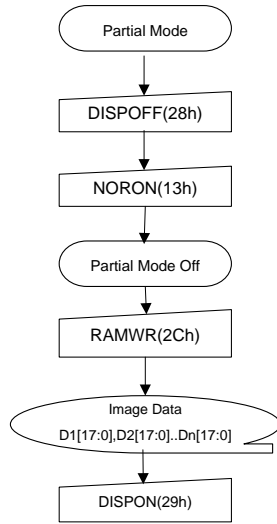 Partial Mode
DISPOFF(28h)
NORON(13h)
Partial Mode Off
RAMWR(2Ch)
Image Data
D1[17:0],D2[17:0]..Dn[17:0]
DISPON(29h)